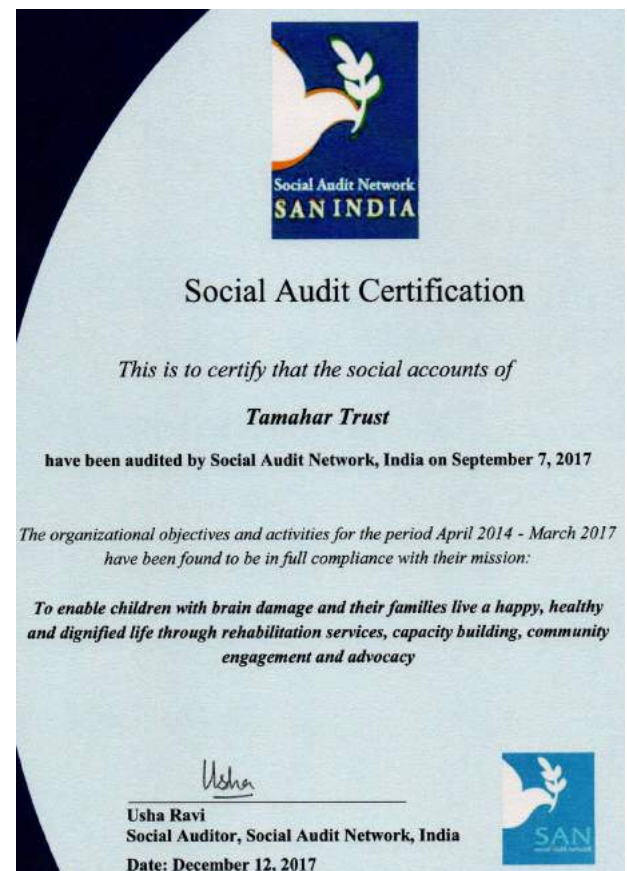 Social Audit Network
SAN INDIA
Social Audit Certification
This is to certify that the social accounts of
Tamahar Trust
have been audited by Social Audit Network, India on September 7, 2017
The organizational objectives and activities for the period April 2014 - March 2017
have been found to be in full compliance with their mission:
To enable children with brain damage and their families live a happy, healthy
and dignified life through rehabilitation services, capacity building, community
engagement and advocacy
Usha
Usha Ravi
Social Auditor, Social Audit Network, India
SAN
social audit network
Date: December 12, 2017